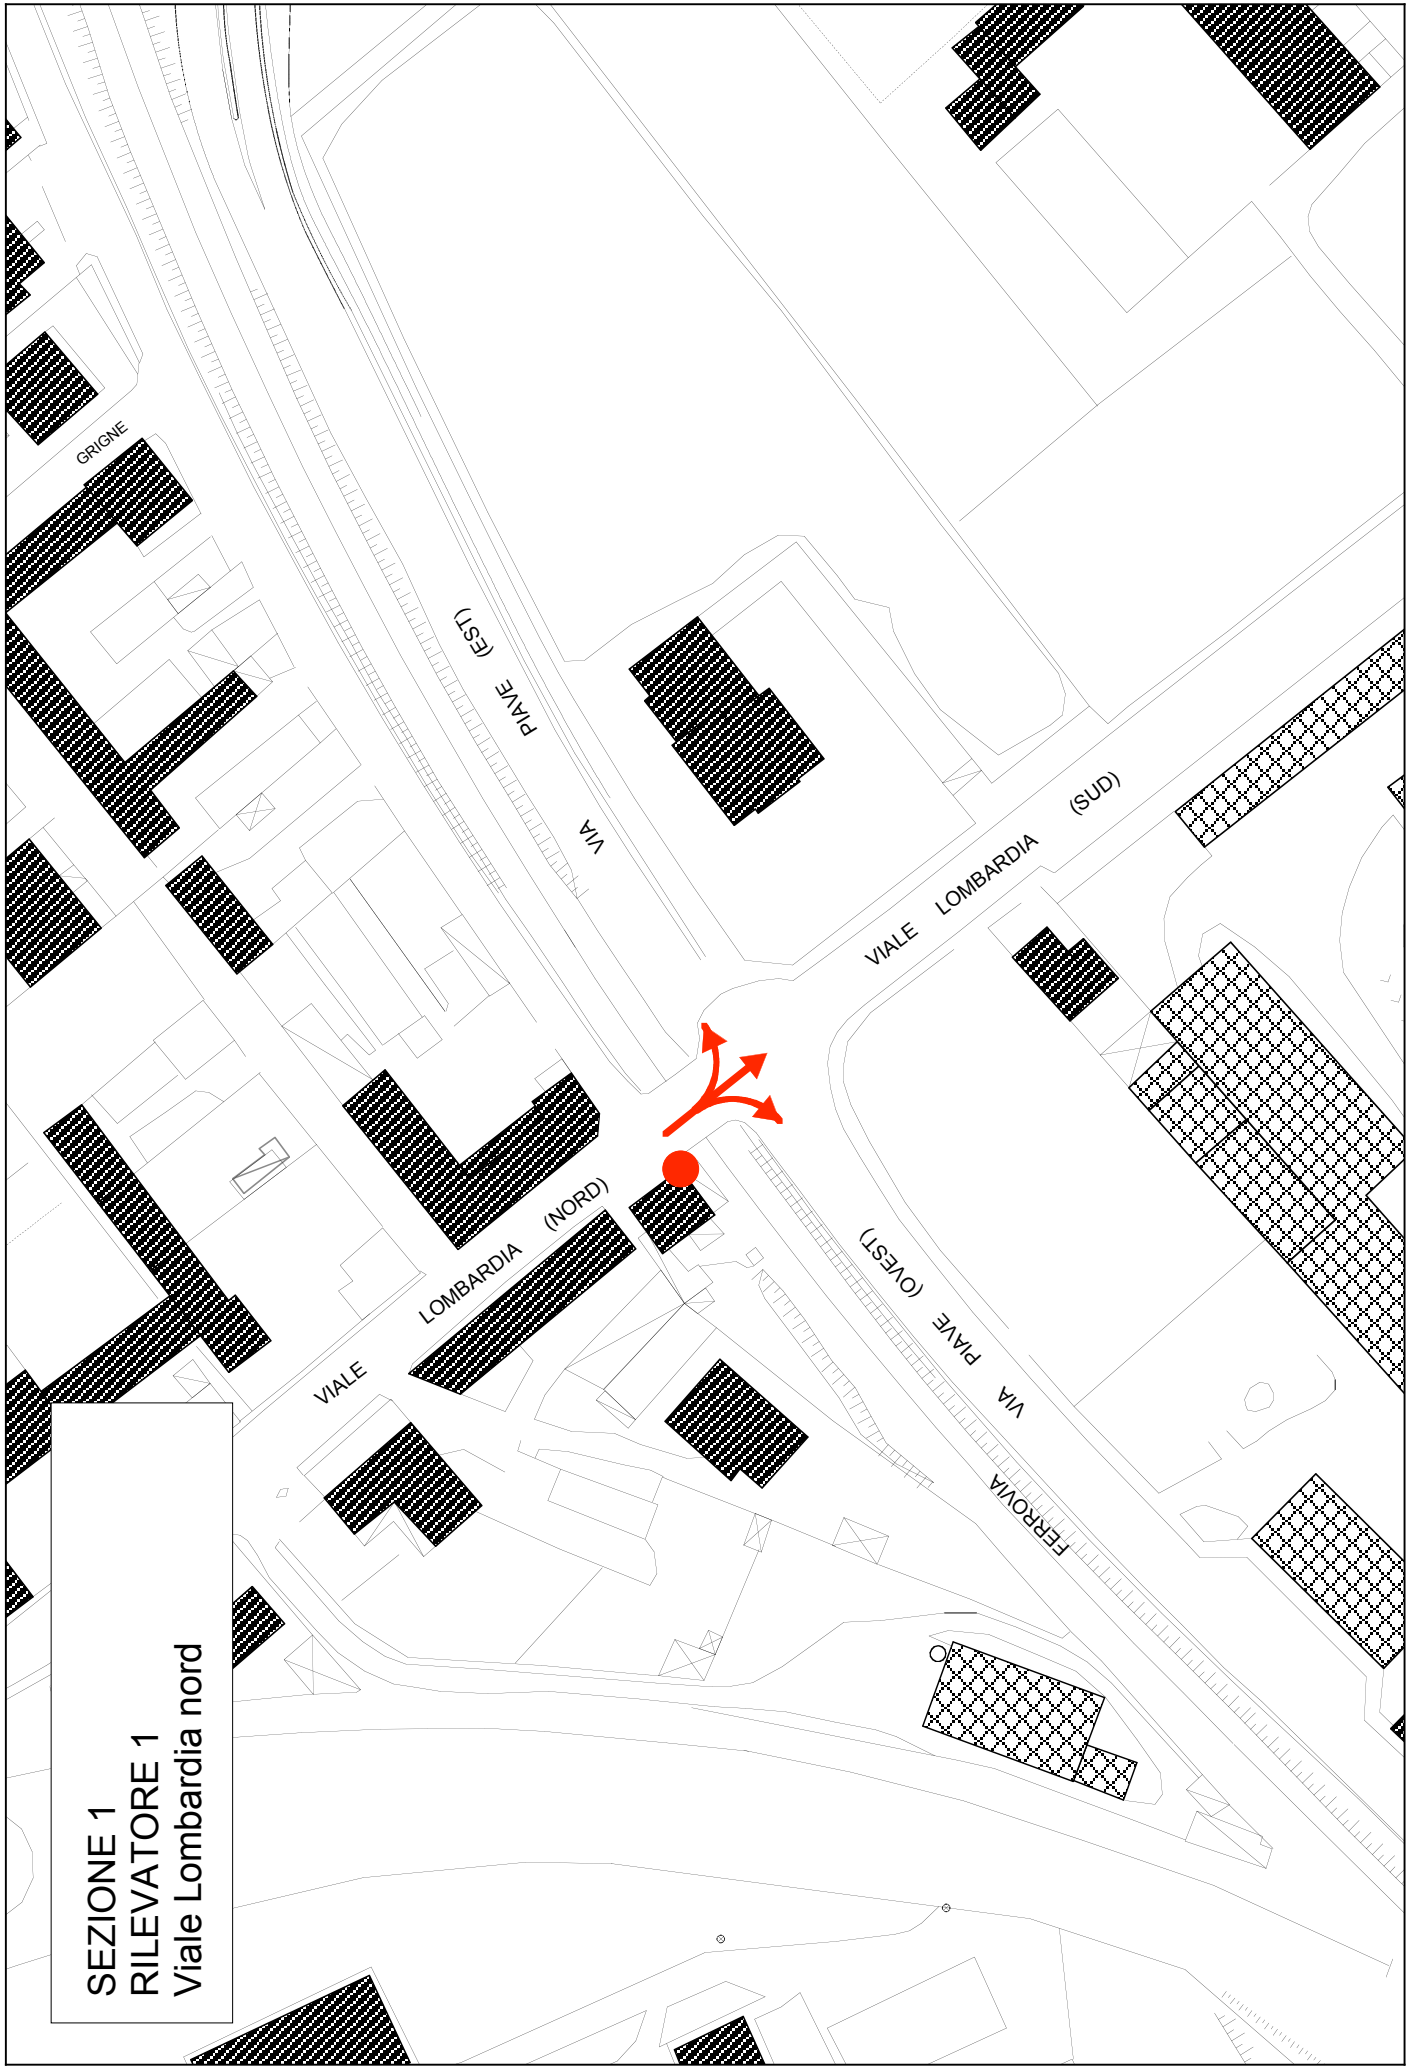 SEZIONE 1
RILEVATORE 1
Viale Lombardia nord
GRIGNE
VIA PIAVE (EST)
VIALE LOMBARDIA (SUD)
VIALE LOMBARDIA (NORD)
VIA PIAVE (OVEST)
FERROVIA